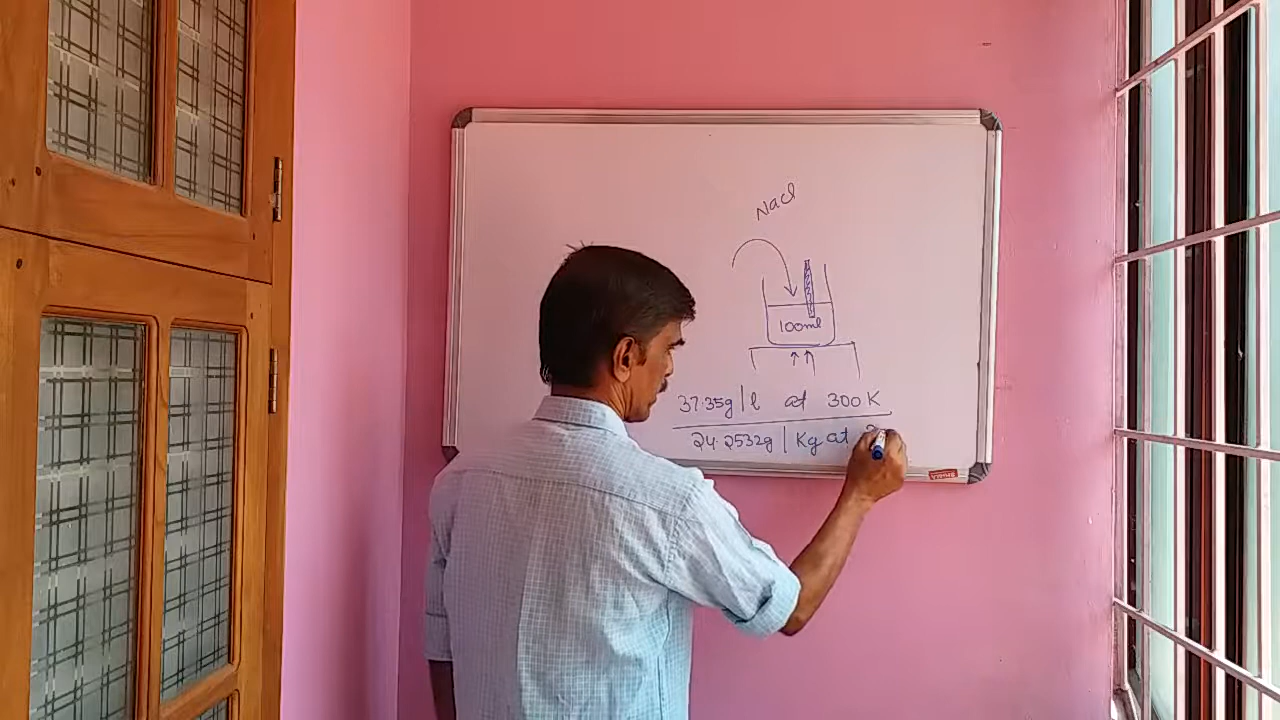 NaCl
100ml
37.35g|l at 300 K
24.2532g | Kg at